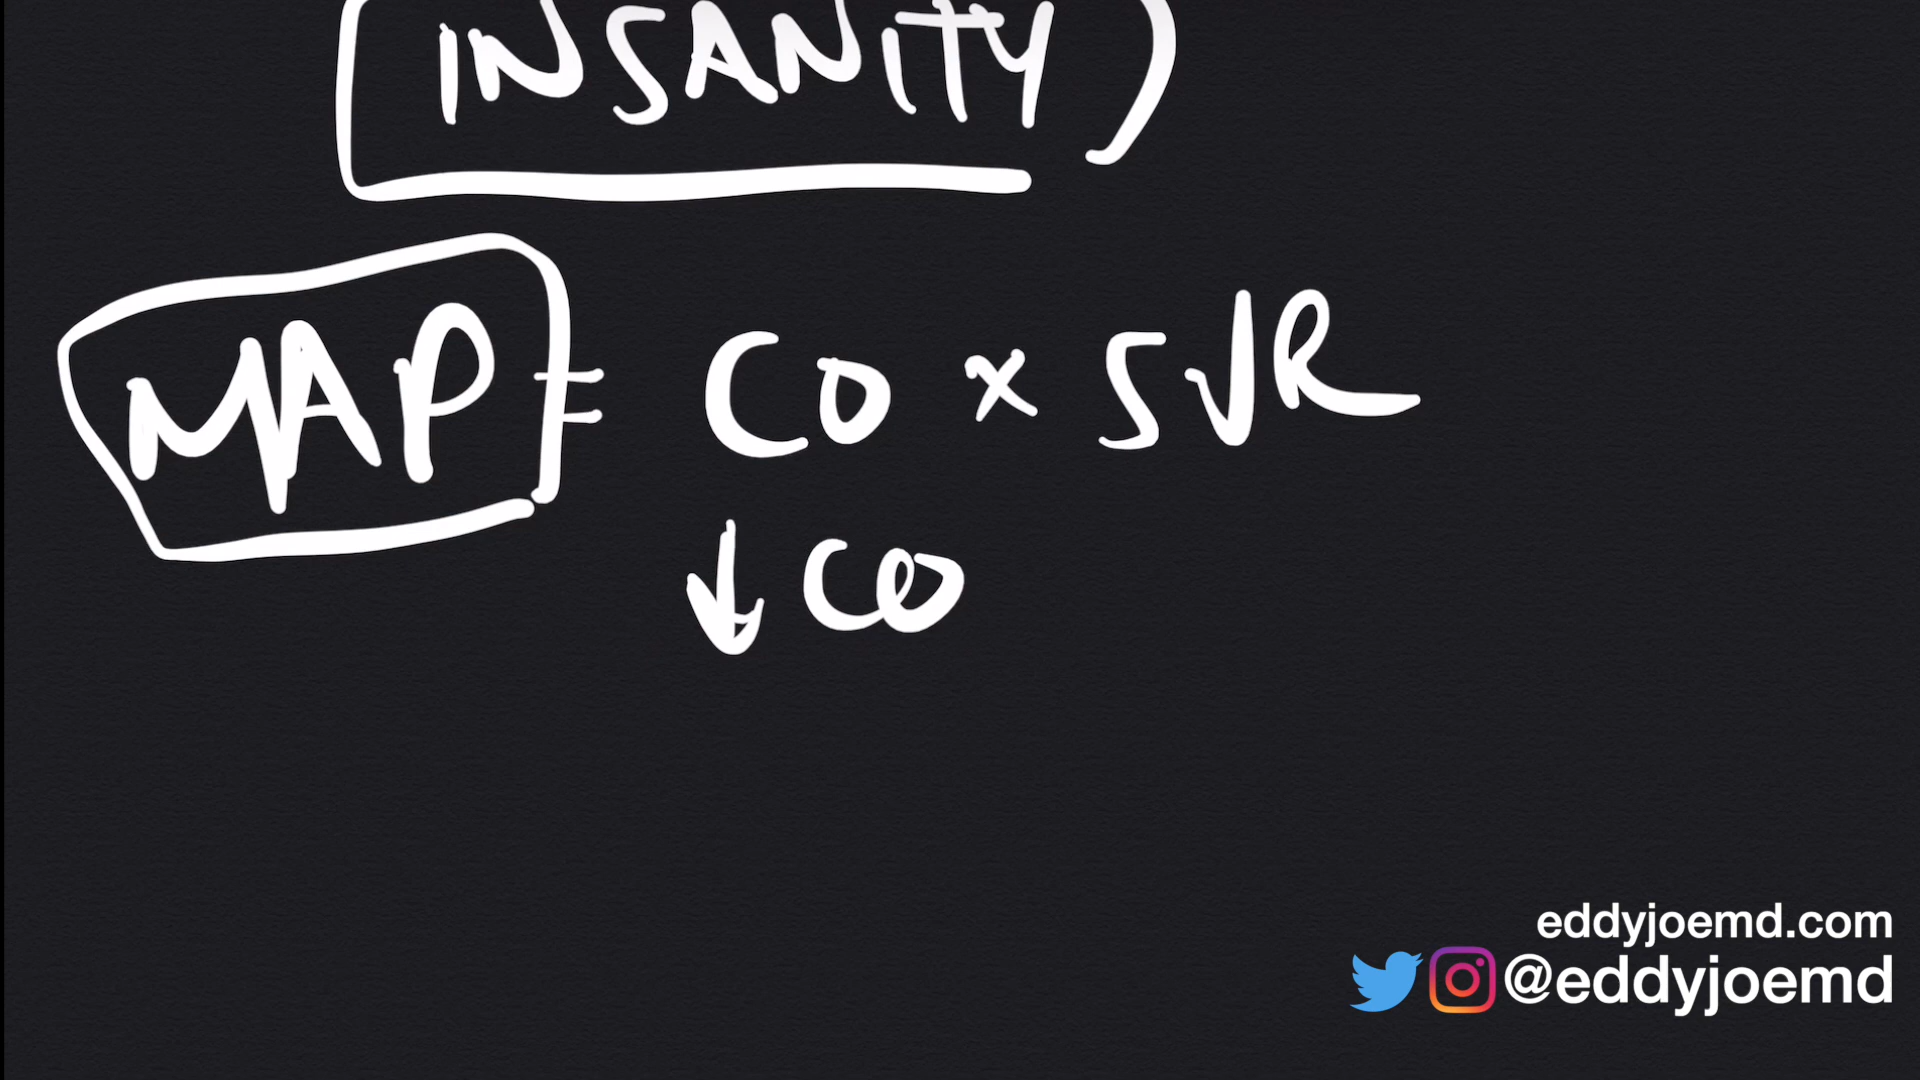 INSANITY)
MAP = CO x SVR
↓ CO
eddyjoemd.com
@eddyjoemd